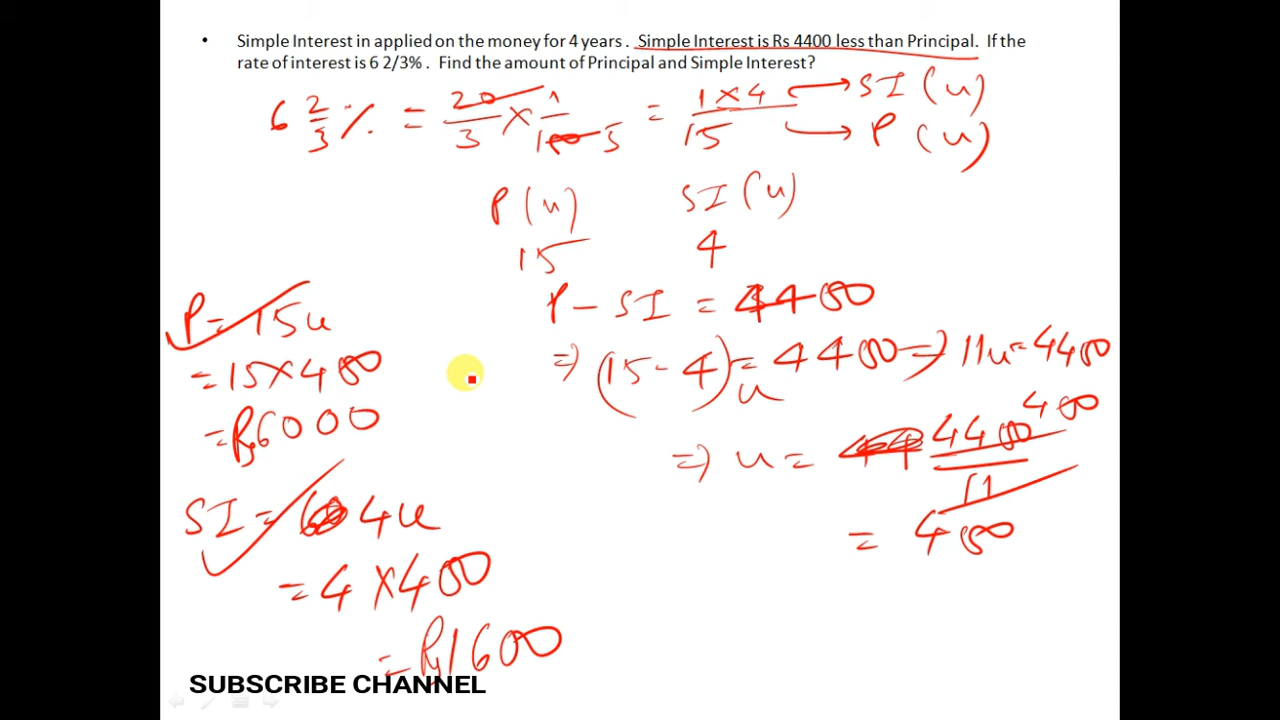 • Simple Interest in applied on the money for 4 years . Simple Interest is Rs 4400 less than Principal. If the
rate of interest is 6 2/3% . Find the amount of Principal and Simple Interest?
6 2/3 % = 20/3 × 1/100 5 = 1×4/15 → SI (u)
→ P (u)
P (u) SI (u)
15 4
P - SI = 4400
⇒ (15 - 4)u = 4400 ⇒ 11u = 4400
⇒ u = 4400/11 400
= 400
P = 15u
= 15 × 400
= Rs 6000
SI = 4u
= 4 × 400
= Rs 1600
SUBSCRIBE CHANNEL